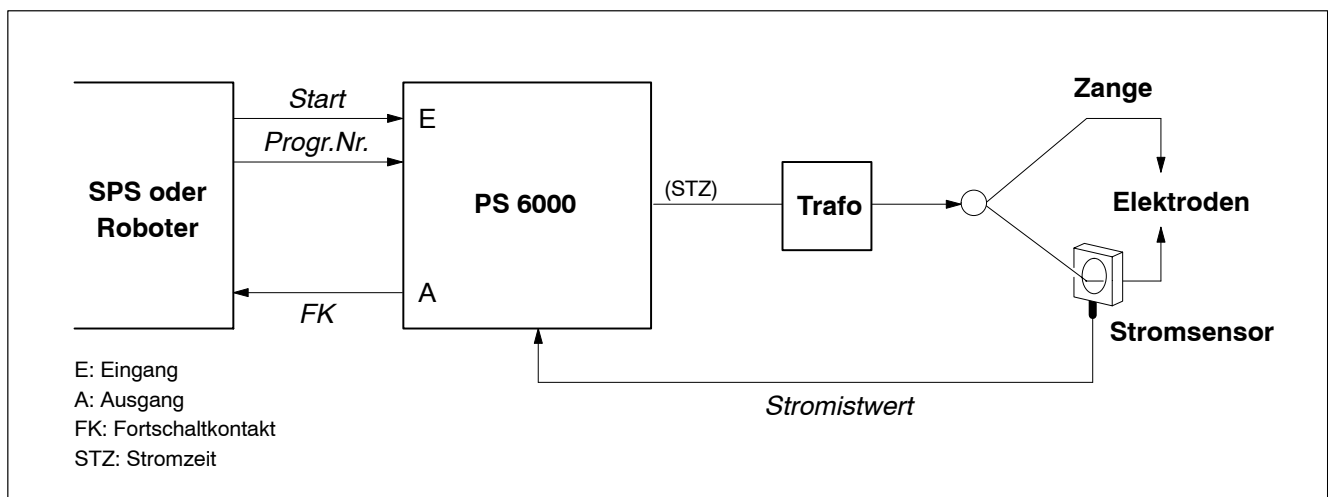 Start
Progr.Nr.
SPS oder
Roboter
FK
E
PS 6000
A
(STZ)
Trafo
Zange
Elektroden
Stromsensor
Stromistwert
E: Eingang
A: Ausgang
FK: Fortschaltkontakt
STZ: Stromzeit